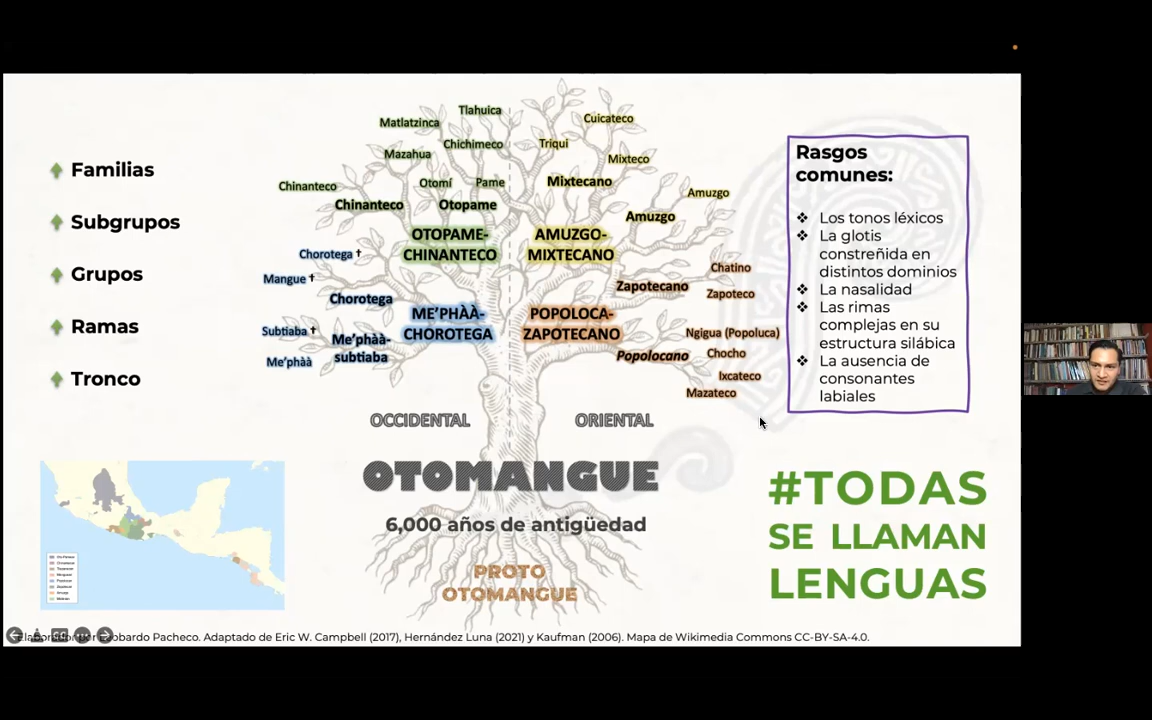 Familias
Subgrupos
Grupos
Ramas
Tronco
Tlahuica
Matlatzinca
Chichimeco
Mazahua
Otomí
Pame
Chinanteco
Chinanteco
Otopame
OTOPAME-
CHINANTECO
Cuicateco
Triqui
Mixteco
Mixtecano
Amuzgo
Amuzgo
AMUZGO-
MIXTECANO
Chorotega †
Mangue †
Chorotega
Subtiaba †
Me'phàà
Me'phàà-
subtiaba
ME'PHÀÀ-
CHOROTEGA
Chatino
Zapotecano
Zapoteco
POPOLOCA-
ZAPOTECANO
Ngigua (Popoluca)
Popolocano
Chocho
Ixcateco
Mazateco
OCCIDENTAL
ORIENTAL
OTOMANGUE
6,000 años de antigüedad
PROTO
OTOMANGUE
Rasgos
comunes:
❖ Los tonos léxicos
❖ La glotis
constreñida en
distintos dominios
❖ La nasalidad
❖ Las rimas
complejas en su
estructura silábica
❖ La ausencia de
consonantes
labiales
#TODAS
SE LLAMAN
LENGUAS
Pacheco. Adaptado de Eric W. Campbell (2017), Hernández Luna (2021) y Kaufman (2006). Mapa de Wikimedia Commons CC-BY-SA-4.0.